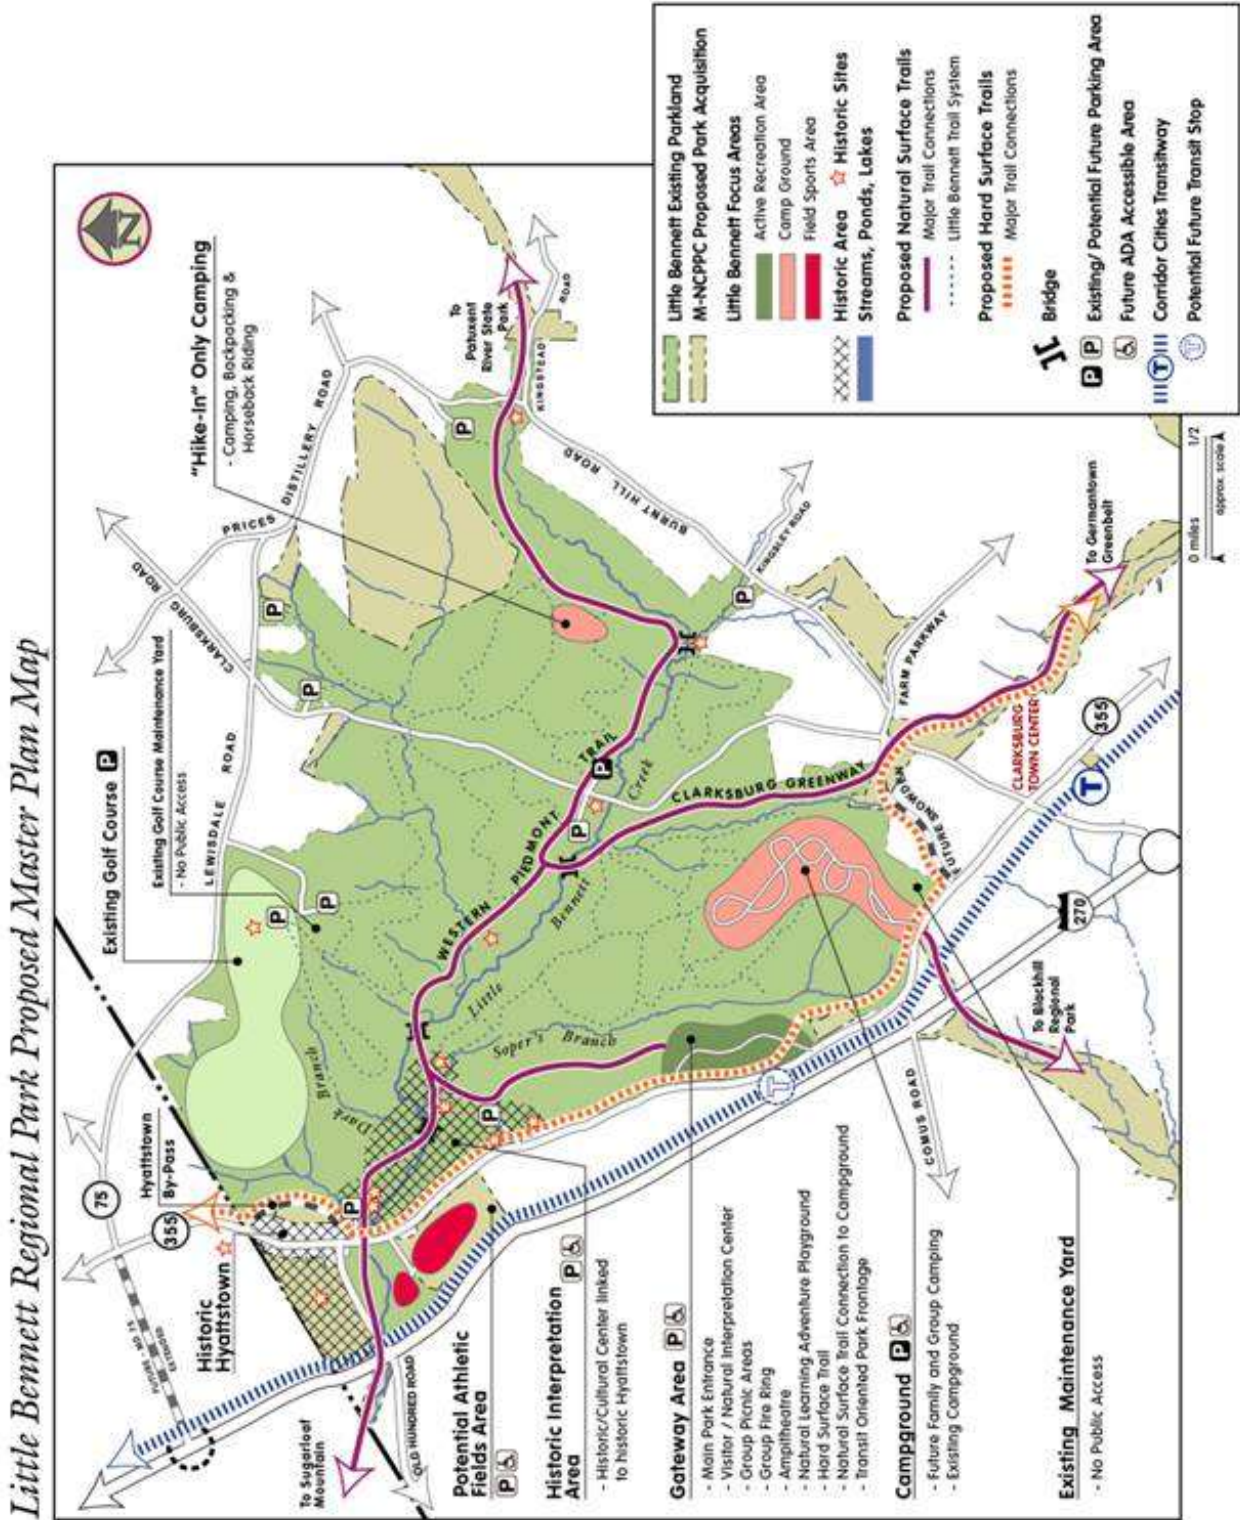 Little Bennett Regional Park Proposed Master Plan Map
N
75
355
FUTURE - MD 75
EXTENDED
Hyattstown
By-Pass
Historic
Hyattstown
Existing Golf Course P
Existing Golf Course Maintenance Yard
- No Public Access
LEWISDALE ROAD
CLARKSBURG ROAD
PRICES DISTILLERY ROAD
"Hike-In" Only Camping
- Camping, Backpacking &
Horseback Riding
To
Patuxent
River State
Park
KINGSTEAD ROAD
BURNT HILL ROAD
KINGSLEY ROAD
P
P
P
P
P
P
P
P
P
P
Dark Branch
Little Bennett Creek
Soper's Branch
WESTERN PIEDMONT TRAIL
CLARKSBURG GREENWAY
FARM PARKWAY
FUTURE SNOWDEN
CLARKSBURG
TOWN CENTER
To Germantown
Greenbelt
355
T
T
270
To Blackhill
Regional
Park
COMUS ROAD
OLD HUNDRED ROAD
To Sugarloaf
Mountain
Potential Athletic
Fields Area
P
Historic Interpretation
Area P
- Historic/Cultural Center linked
to historic Hyattstown
Gateway Area P
- Main Park Entrance
- Visitor / Natural Interpretation Center
- Group Picnic Areas
- Group Fire Ring
- Ampitheatre
- Natural Learning Adventure Playground
- Hard Surface Trail
- Natural Surface Trail Connection to Campground
- Transit Oriented Park Frontage
Campground P
- Future Family and Group Camping
- Existing Campground
Existing Maintenance Yard
- No Public Access
0 miles 1/2
approx. scale
Little Bennett Existing Parkland
M-NCPPC Proposed Park Acquisition
Little Bennett Focus Areas
Active Recreation Area
Camp Ground
Field Sports Area
Historic Area Historic Sites
Streams, Ponds, Lakes
Proposed Natural Surface Trails
Major Trail Connections
Little Bennett Trail System
Proposed Hard Surface Trails
Major Trail Connections
Bridge
P P Existing/ Potential Future Parking Area
Future ADA Accessible Area
T Corridor Cities Transitway
T Potential Future Transit Stop